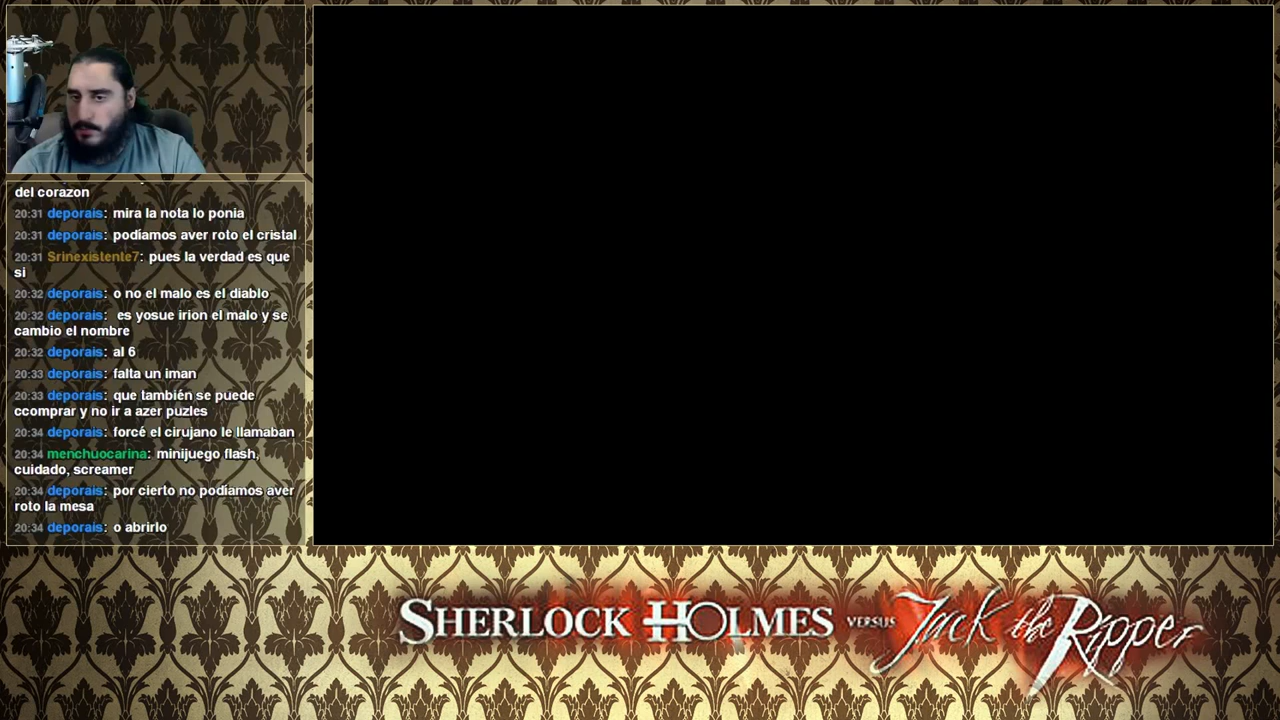 del corazon
20:31 deporais: mira la nota lo ponia
20:31 deporais: podíamos aver roto el cristal
20:31 Srinexistente7: pues la verdad es que
si
20:32 deporais: o no el malo es el diablo
20:32 deporais: es yosue irion el malo y se
cambio el nombre
20:32 deporais: al 6
20:33 deporais: falta un iman
20:33 deporais: que también se puede
ccomprar y no ir a azer puzles
20:34 deporais: forcé el cirujano le llamaban
20:34 menchuocarina: minijuego flash,
cuidado, screamer
20:34 deporais: por cierto no podíamos aver
roto la mesa
20:34 deporais: o abrirlo
SHERLOCK HOLMES VERSUS Jack the Ripper